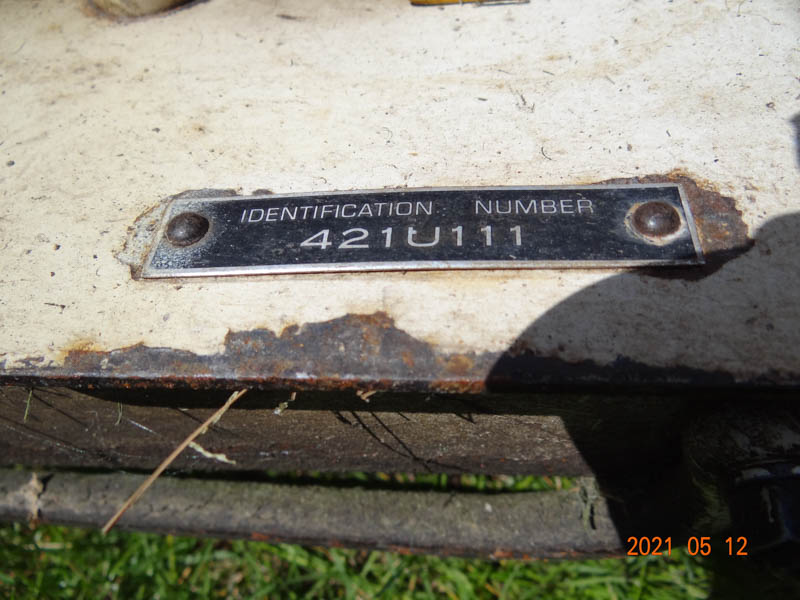 IDENTIFICATION NUMBER
421U111
2021 05 12